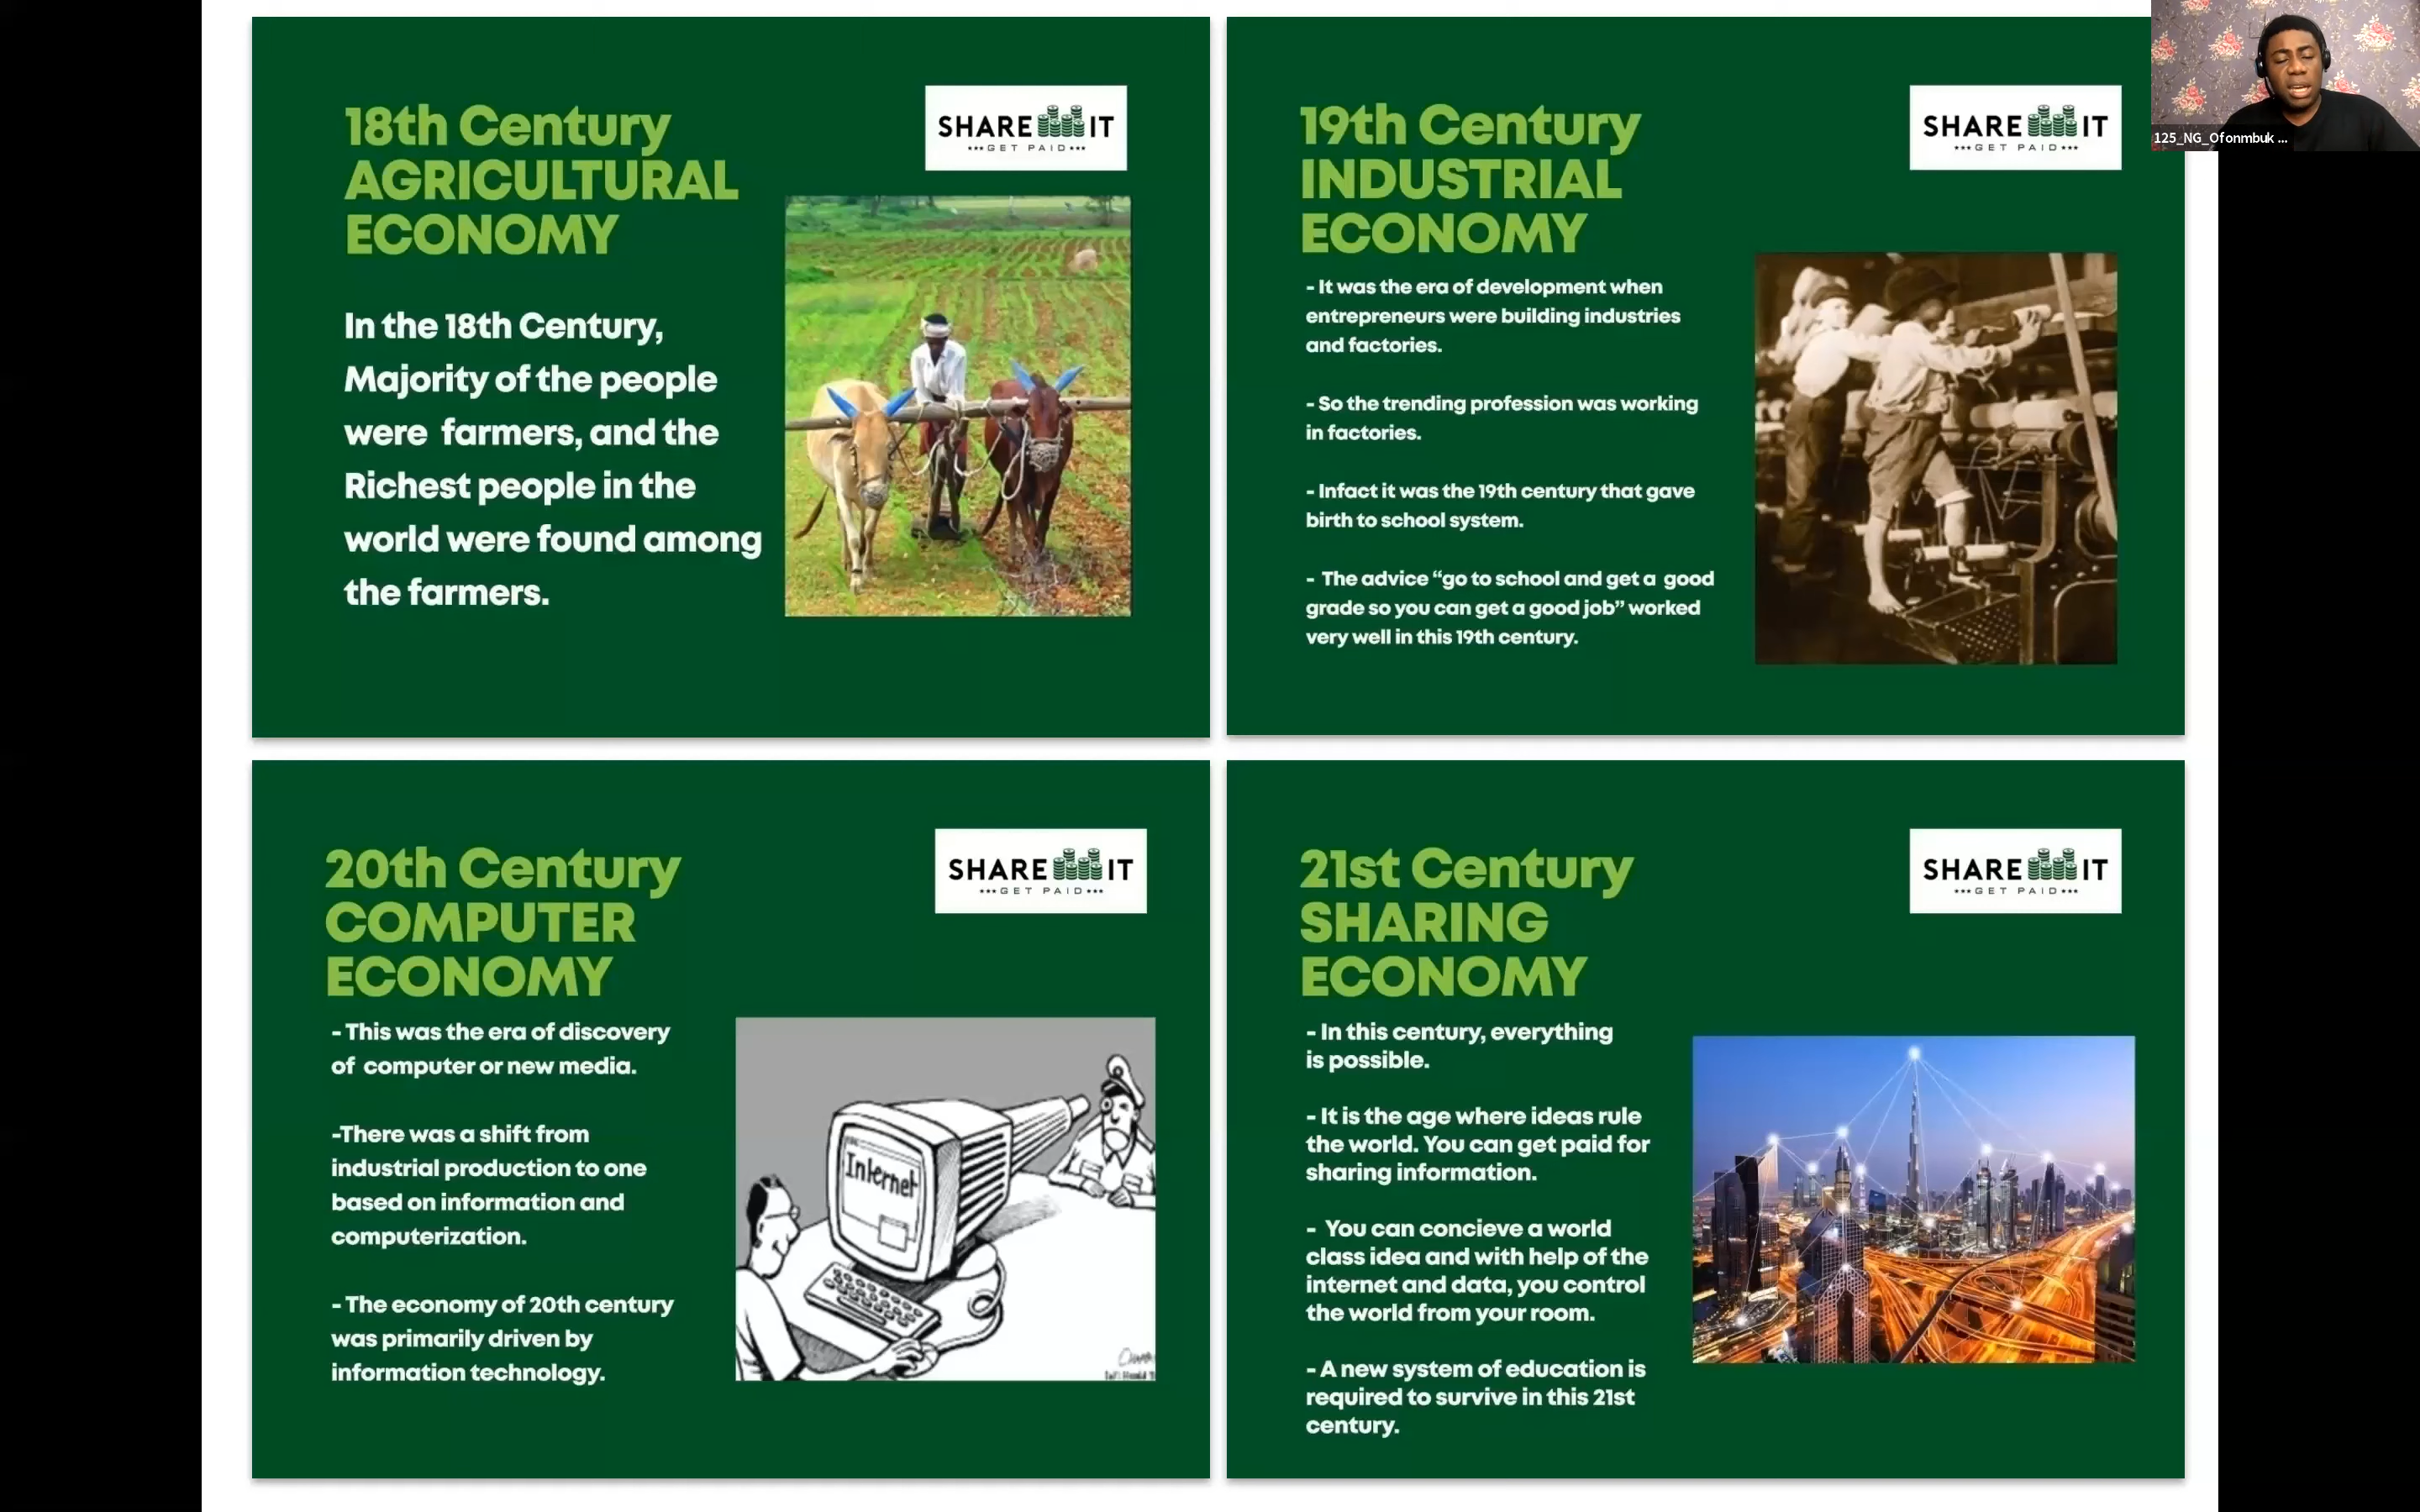 18th Century
AGRICULTURAL
ECONOMY
SHARE IT
GET PAID
In the 18th Century,
Majority of the people
were farmers, and the
Richest people in the
world were found among
the farmers.
19th Century
INDUSTRIAL
ECONOMY
SHARE IT
GET PAID
- It was the era of development when
entrepreneurs were building industries
and factories.
- So the trending profession was working
in factories.
- Infact it was the 19th century that gave
birth to school system.
- The advice “go to school and get a good
grade so you can get a good job” worked
very well in this 19th century.
125_NG_Ofonmbuk ...
20th Century
COMPUTER
ECONOMY
SHARE IT
GET PAID
- This was the era of discovery
of computer or new media.
-There was a shift from
industrial production to one
based on information and
computerization.
- The economy of 20th century
was primarily driven by
information technology.
Internet
21st Century
SHARING
ECONOMY
SHARE IT
GET PAID
- In this century, everything
is possible.
- It is the age where ideas rule
the world. You can get paid for
sharing information.
- You can concieve a world
class idea and with help of the
internet and data, you control
the world from your room.
- A new system of education is
required to survive in this 21st
century.